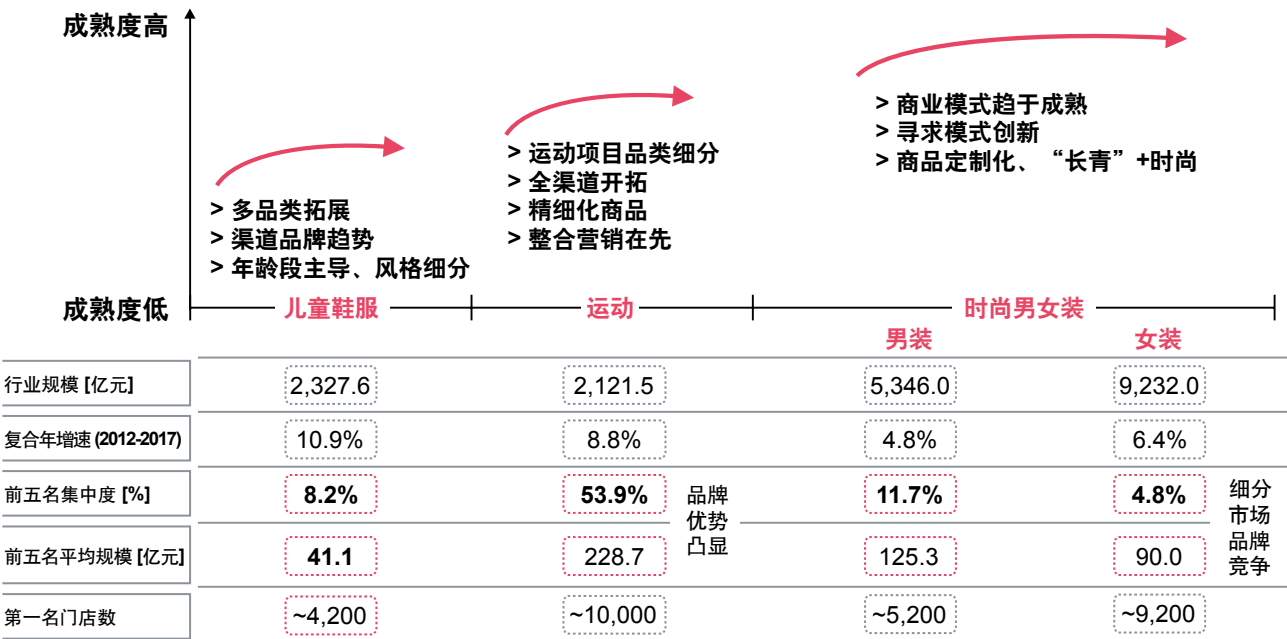 成熟度高
> 商业模式趋于成熟
> 寻求模式创新
> 商品定制化、“长青”+时尚
> 运动项目品类细分
> 全渠道开拓
> 精细化商品
> 整合营销在先
> 多品类拓展
> 渠道品牌趋势
> 年龄段主导、风格细分
成熟度低
儿童鞋服
运动
时尚男女装
男装
女装
行业规模 [亿元]
2,327.6
2,121.5
5,346.0
9,232.0
复合年增速 (2012-2017)
10.9%
8.8%
4.8%
6.4%
前五名集中度 [%]
8.2%
53.9%
11.7%
4.8%
品牌
优势
凸显
细分
市场
品牌
竞争
前五名平均规模 [亿元]
41.1
228.7
125.3
90.0
第一名门店数
~4,200
~10,000
~5,200
~9,200